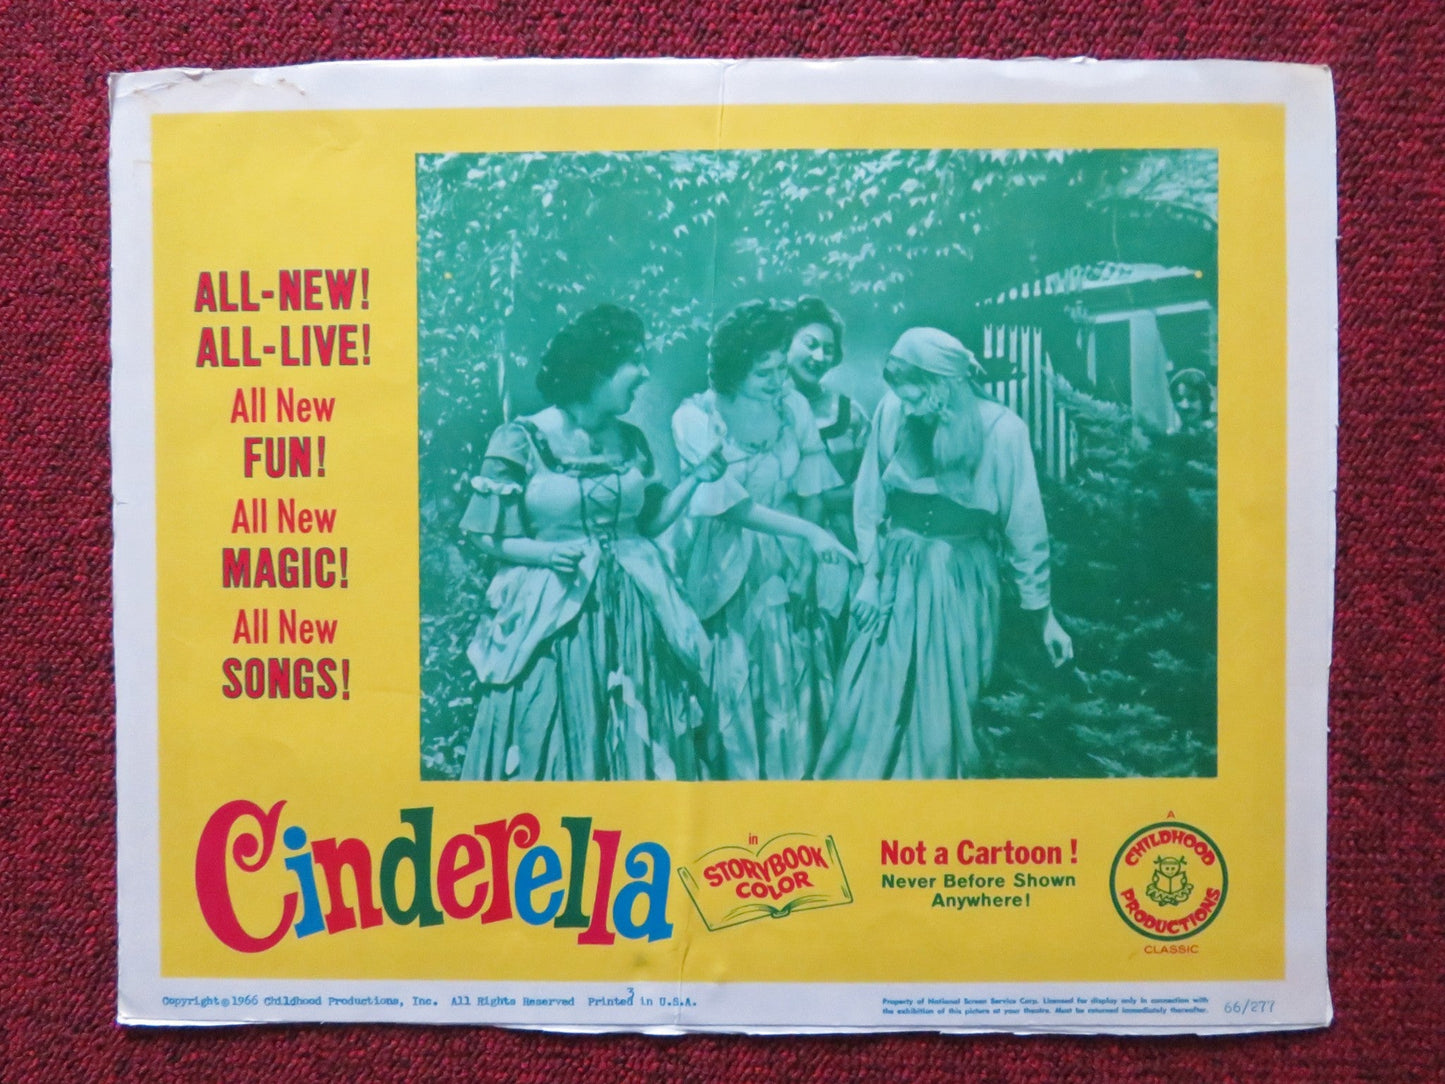 ALL-NEW!
ALL-LIVE!
All New
FUN!
All New
MAGIC!
All New
SONGS!
Cinderella
in
STORYBOOK
COLOR
Not a Cartoon!
Never Before Shown
Anywhere!
A
CHILDHOOD
PRODUCTIONS
CLASSIC
Copyright © 1966 Childhood Productions, Inc. All Rights Reserved Printed in U.S.A.
3
Property of National Screen Service Corp. Licensed for display only in connection with
the exhibition of this picture at your theatre. Must be returned immediately thereafter.
66/277